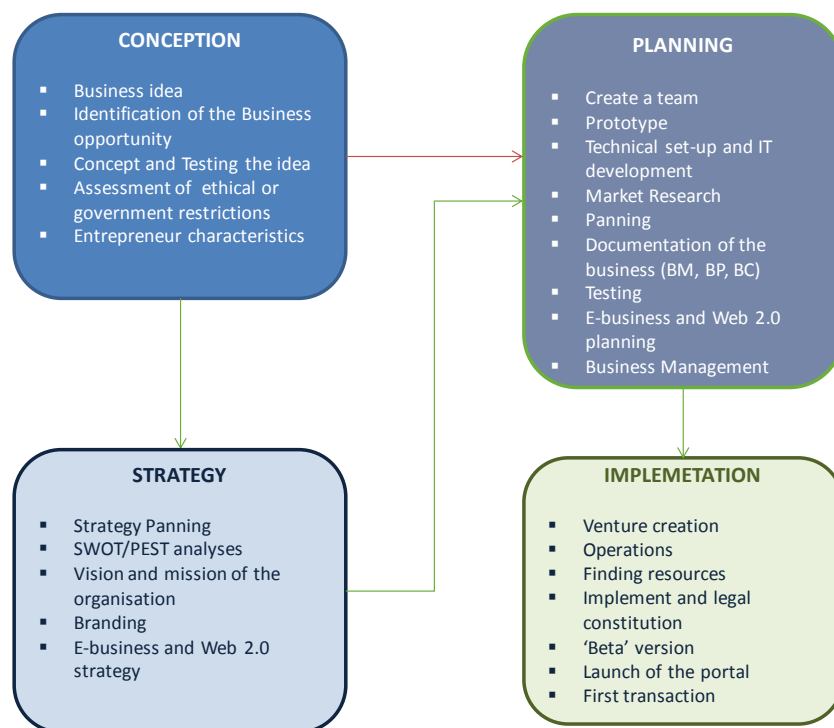 CONCEPTION
▪ Business idea
▪ Identification of the Business
opportunity
▪ Concept and Testing the idea
▪ Assessment of ethical or
government restrictions
▪ Entrepreneur characteristics
PLANNING
▪ Create a team
▪ Prototype
▪ Technical set-up and IT
development
▪ Market Research
▪ Panning
▪ Documentation of the
business (BM, BP, BC)
▪ Testing
▪ E-business and Web 2.0
planning
▪ Business Management
STRATEGY
▪ Strategy Panning
▪ SWOT/PEST analyses
▪ Vision and mission of the
organisation
▪ Branding
▪ E-business and Web 2.0
strategy
IMPLEMETATION
▪ Venture creation
▪ Operations
▪ Finding resources
▪ Implement and legal
constitution
▪ ‘Beta’ version
▪ Launch of the portal
▪ First transaction